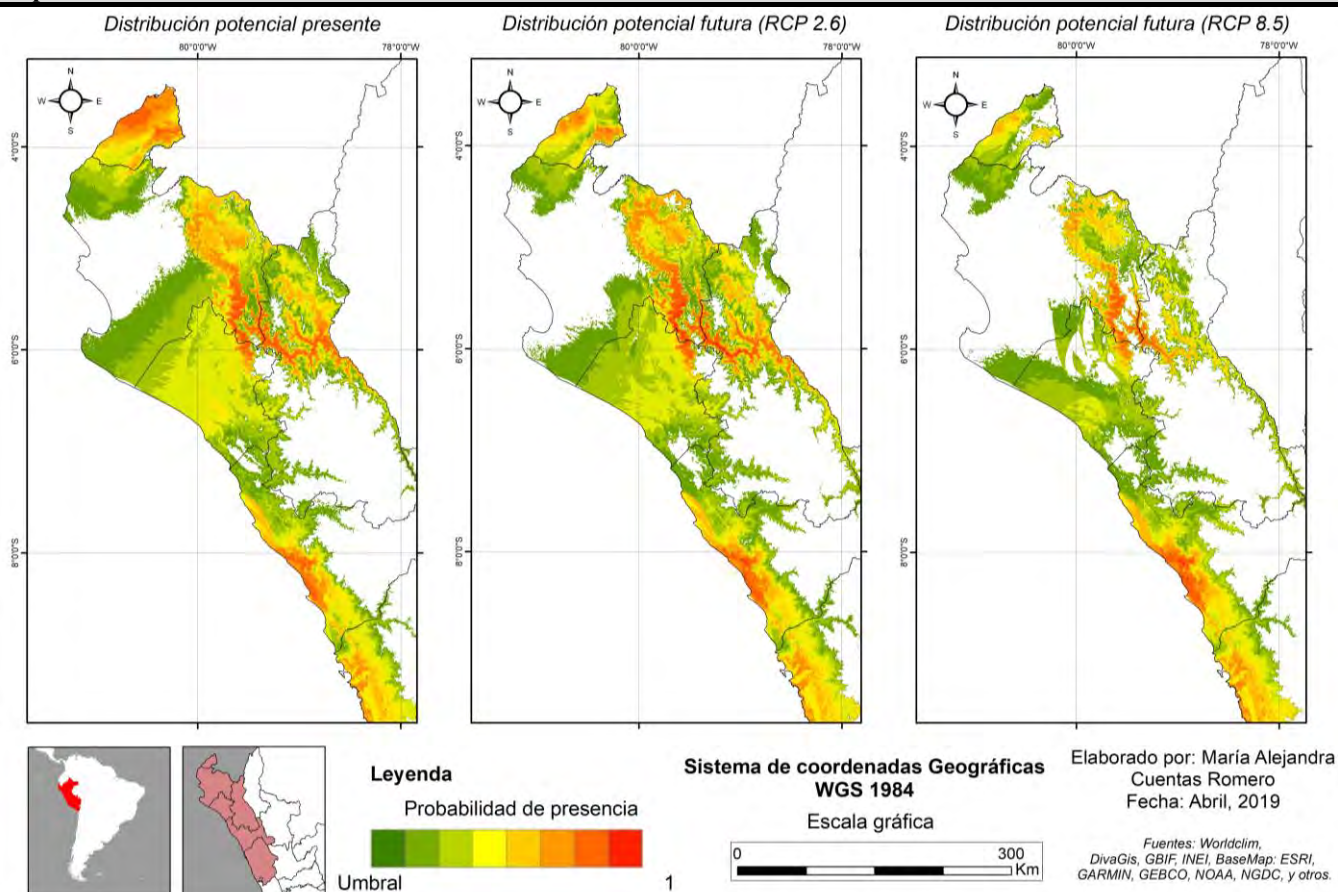 Distribución potencial presente
Distribución potencial futura (RCP 2.6)
Distribución potencial futura (RCP 8.5)
80°0'0"W
78°0'0"W
80°0'0"W
78°0'0"W
80°0'0"W
78°0'0"W
N
W
E
S
N
W
E
S
N
W
E
S
4°0'0"S
4°0'0"S
4°0'0"S
6°0'0"S
6°0'0"S
6°0'0"S
8°0'0"S
8°0'0"S
8°0'0"S
Leyenda
Probabilidad de presencia
Umbral
1
Sistema de coordenadas Geográficas
WGS 1984
Escala gráfica
0
300
Km
Elaborado por: María Alejandra
Cuentas Romero
Fecha: Abril, 2019
Fuentes: Worldclim,
DivaGis, GBIF, INEI, BaseMap: ESRI,
GARMIN, GEBCO, NOAA, NGDC, y otros.